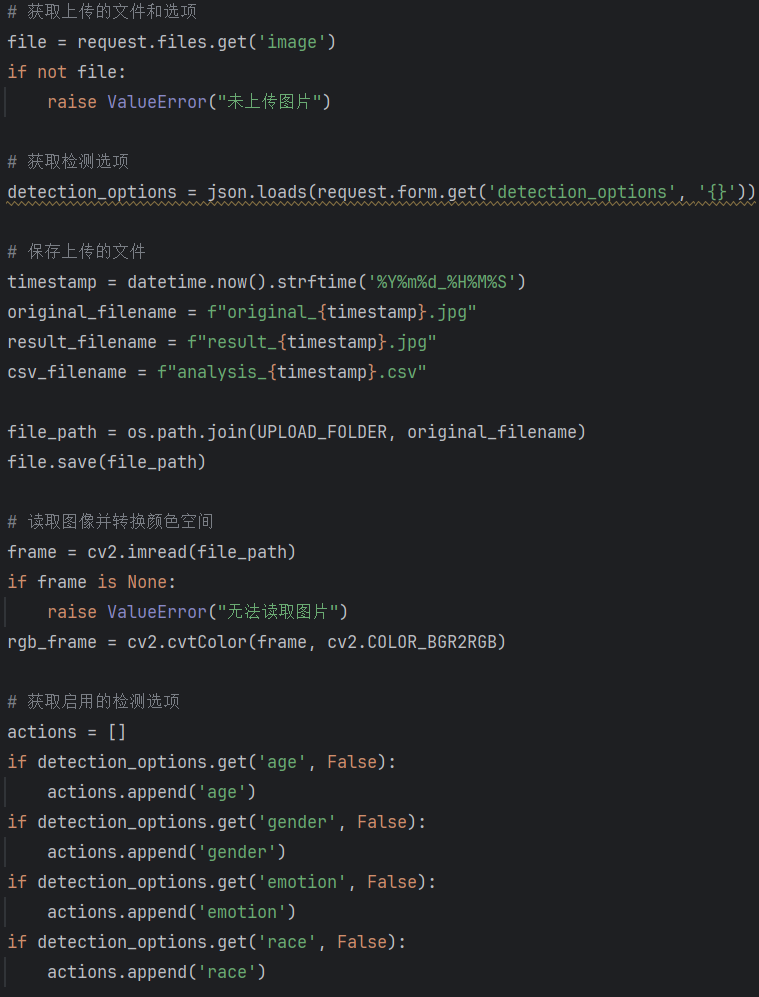 # 获取上传的文件和选项
file = request.files.get('image')
if not file:
    raise ValueError("未上传图片")

# 获取检测选项
detection_options = json.loads(request.form.get('detection_options', '{}'))

# 保存上传的文件
timestamp = datetime.now().strftime('%Y%m%d_%H%M%S')
original_filename = f"original_{timestamp}.jpg"
result_filename = f"result_{timestamp}.jpg"
csv_filename = f"analysis_{timestamp}.csv"

file_path = os.path.join(UPLOAD_FOLDER, original_filename)
file.save(file_path)

# 读取图像并转换颜色空间
frame = cv2.imread(file_path)
if frame is None:
    raise ValueError("无法读取图片")
rgb_frame = cv2.cvtColor(frame, cv2.COLOR_BGR2RGB)

# 获取启用的检测选项
actions = []
if detection_options.get('age', False):
    actions.append('age')
if detection_options.get('gender', False):
    actions.append('gender')
if detection_options.get('emotion', False):
    actions.append('emotion')
if detection_options.get('race', False):
    actions.append('race')